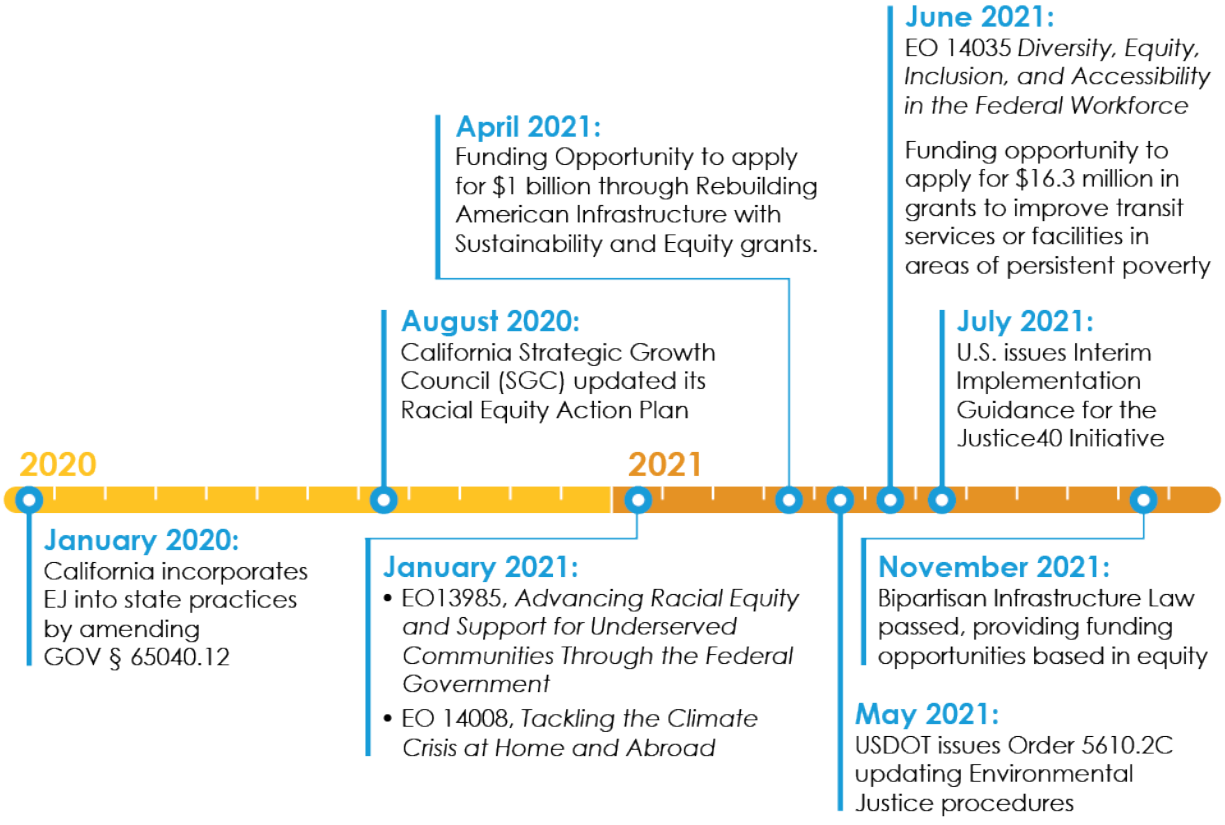 June 2021:
EO 14035 Diversity, Equity,
Inclusion, and Accessibility
in the Federal Workforce
Funding opportunity to
apply for $16.3 million in
grants to improve transit
services or facilities in
areas of persistent poverty
April 2021:
Funding Opportunity to apply
for $1 billion through Rebuilding
American Infrastructure with
Sustainability and Equity grants.
August 2020:
California Strategic Growth
Council (SGC) updated its
Racial Equity Action Plan
July 2021:
U.S. issues Interim
Implementation
Guidance for the
Justice40 Initiative
2020
2021
January 2020:
California incorporates
EJ into state practices
by amending
GOV § 65040.12
January 2021:
• EO13985, Advancing Racial Equity
and Support for Underserved
Communities Through the Federal
Government
• EO 14008, Tackling the Climate
Crisis at Home and Abroad
November 2021:
Bipartisan Infrastructure Law
passed, providing funding
opportunities based in equity
May 2021:
USDOT issues Order 5610.2C
updating Environmental
Justice procedures